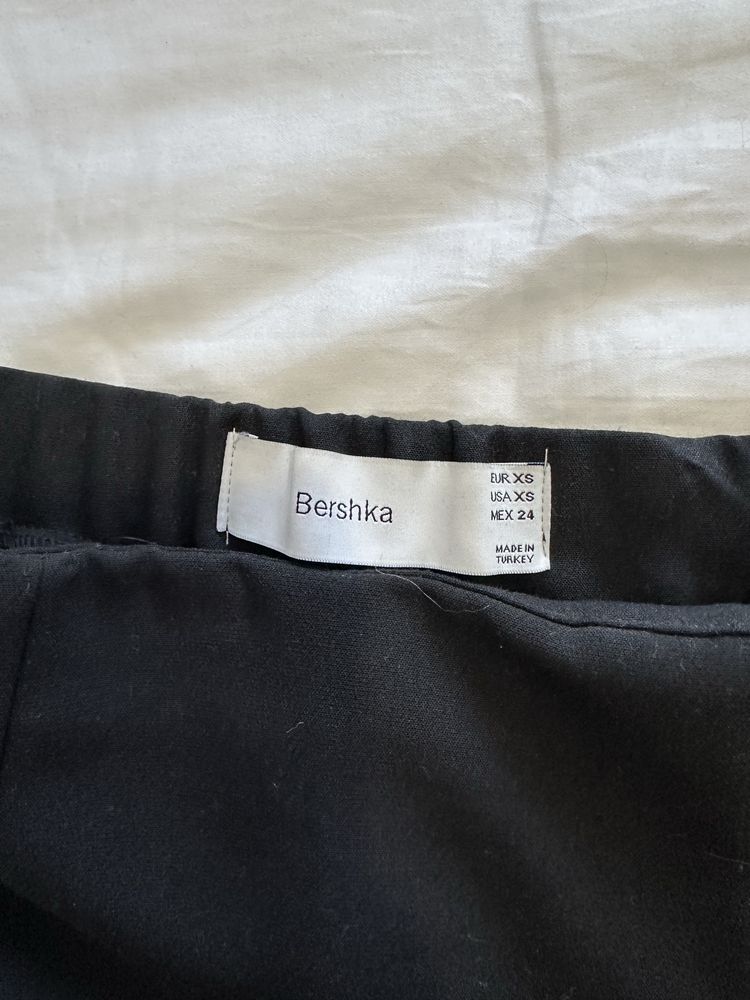 Bershka
EUR XS
USA XS
MEX 24
MADE IN
TURKEY